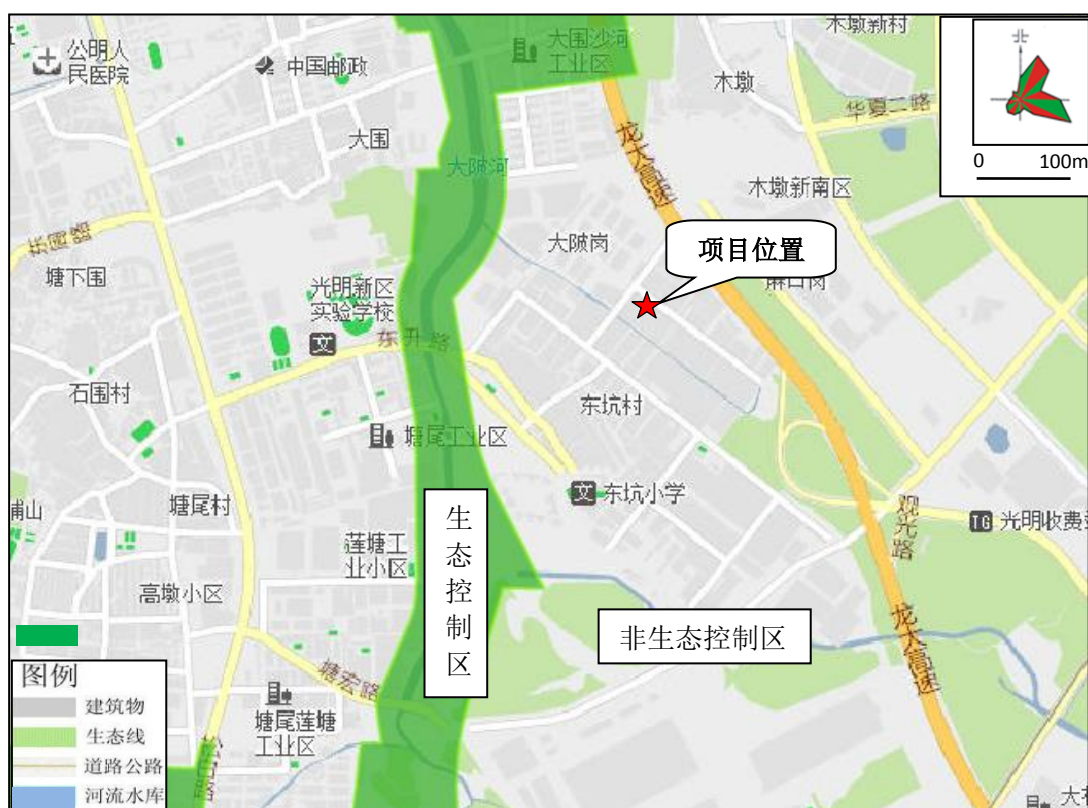 公明人
民医院
中国邮政
大围沙河
工业区
木墩新村
木墩
华夏二路
北
0 100m
大围
大陂河
龙大高速
木墩新南区
大陂岗
项目位置
塘下围
光明新区
实验学校
文
东升路
石围村
东坑村
塘尾工业区
文
东坑小学
塘尾村
生
态
控
制
区
观光路
TG
光明收费
莲塘工
业小区
高墩小区
非生态控制区
龙大高速
图例
建筑物
生态线
道路公路
河流水库
塘宏路
塘尾莲塘
工业区